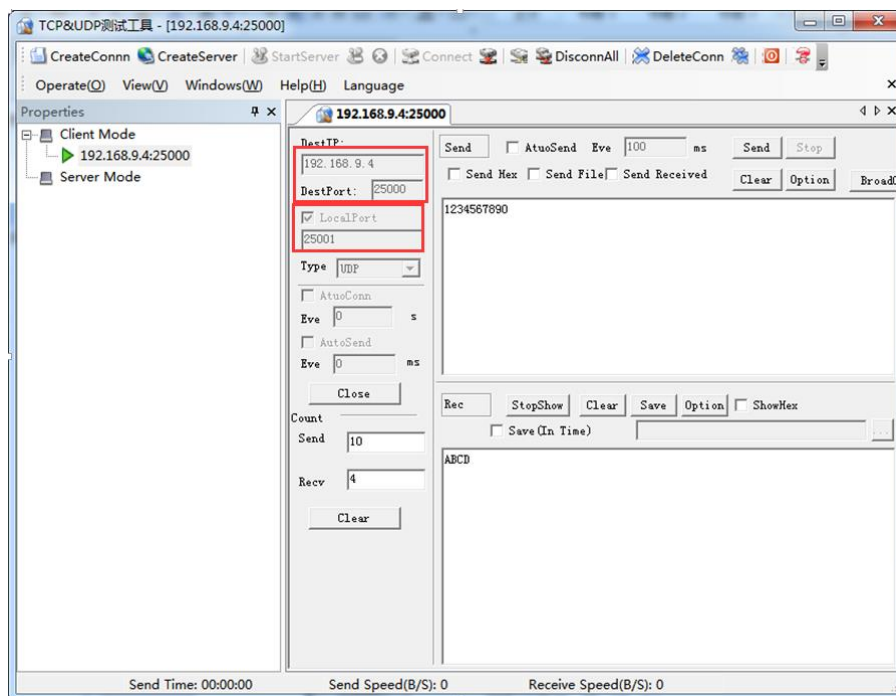 TCP&UDP测试工具 - [192.168.9.4:25000]
CreateConnn CreateServer StartServer Connect DisconnAll DeleteConn
Operate(O) View(V) Windows(W) Help(H) Language
Properties
192.168.9.4:25000
Client Mode
192.168.9.4:25000
Server Mode
DestIP:
192.168.9.4
DestPort: 25000
LocalPort
25001
Type UDP
AtuoConn
Eve 0 s
AutoSend
Eve 0 ms
Close
Count
Send 10
Recv 4
Clear
Send AtuoSend Eve 100 ms Send Stop
Send Hex Send File Send Received Clear Option
1234567890
Rec StopShow Clear Save Option ShowHex
Save(In Time) ...
ABCD
Send Time: 00:00:00 Send Speed(B/S): 0 Receive Speed(B/S): 0